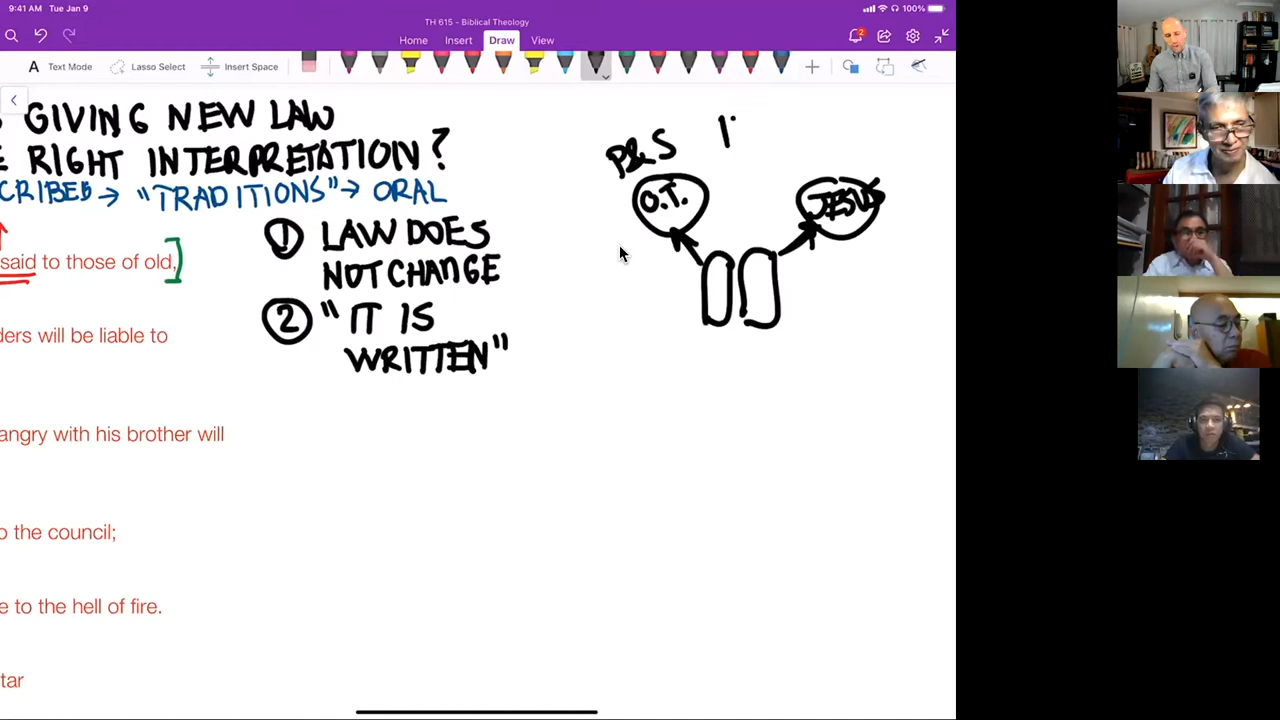 9:41 AM Tue Jan 9
100%
TH 615 - Biblical Theology
Home Insert Draw View
2
A Text Mode Lasso Select Insert Space
GIVING NEW LAW
RIGHT INTERPRETATION?
CRIBES → "TRADITIONS" → ORAL
said to those of old,]
① LAW DOES
NOT CHANGE
② "IT IS
WRITTEN"
P&S
O.T.
JESUS
ders will be liable to
angry with his brother will
o the council;
e to the hell of fire.
tar